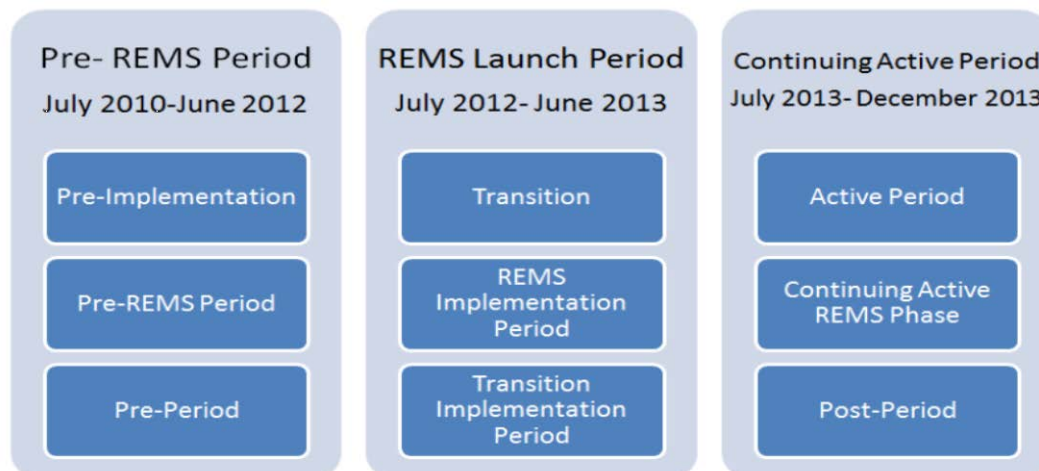 Pre- REMS Period
July 2010-June 2012
Pre-Implementation
Pre-REMS Period
Pre-Period
REMS Launch Period
July 2012- June 2013
Transition
REMS
Implementation
Period
Transition
Implementation
Period
Continuing Active Period
July 2013- December 2013
Active Period
Continuing Active
REMS Phase
Post-Period